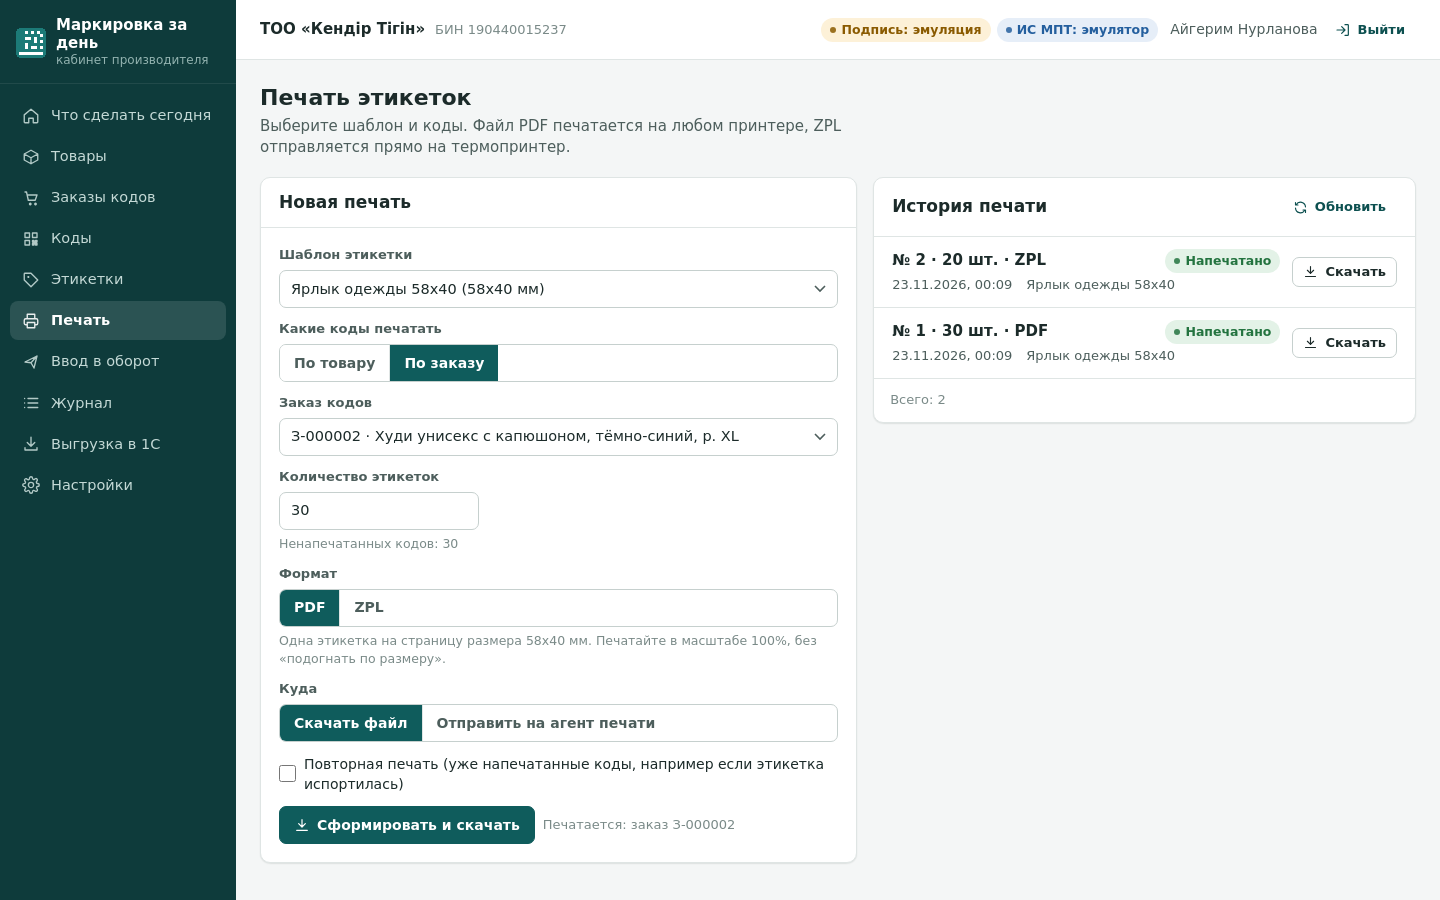 Маркировка за
день
кабинет производителя
Что сделать сегодня
Товары
Заказы кодов
Коды
Этикетки
Печать
Ввод в оборот
Журнал
Выгрузка в 1С
Настройки
ТОО «Кендір Тігін» БИН 190440015237
Подпись: эмуляция ИС МПТ: эмулятор Айгерим Нурланова Выйти
Печать этикеток
Выберите шаблон и коды. Файл PDF печатается на любом принтере, ZPL
отправляется прямо на термопринтер.
Новая печать
Шаблон этикетки
Ярлык одежды 58x40 (58x40 мм)
Какие коды печатать
По товару По заказу
Заказ кодов
З-000002 · Худи унисекс с капюшоном, тёмно-синий, р. XL
Количество этикеток
30
Ненапечатанных кодов: 30
Формат
PDF ZPL
Одна этикетка на страницу размера 58x40 мм. Печатайте в масштабе 100%, без
«подогнать по размеру».
Куда
Скачать файл Отправить на агент печати
Повторная печать (уже напечатанные коды, например если этикетка
испортилась)
Сформировать и скачать Печатается: заказ З-000002
История печати Обновить
№ 2 · 20 шт. · ZPL Напечатано Скачать
23.11.2026, 00:09 Ярлык одежды 58x40
№ 1 · 30 шт. · PDF Напечатано Скачать
23.11.2026, 00:09 Ярлык одежды 58x40
Всего: 2